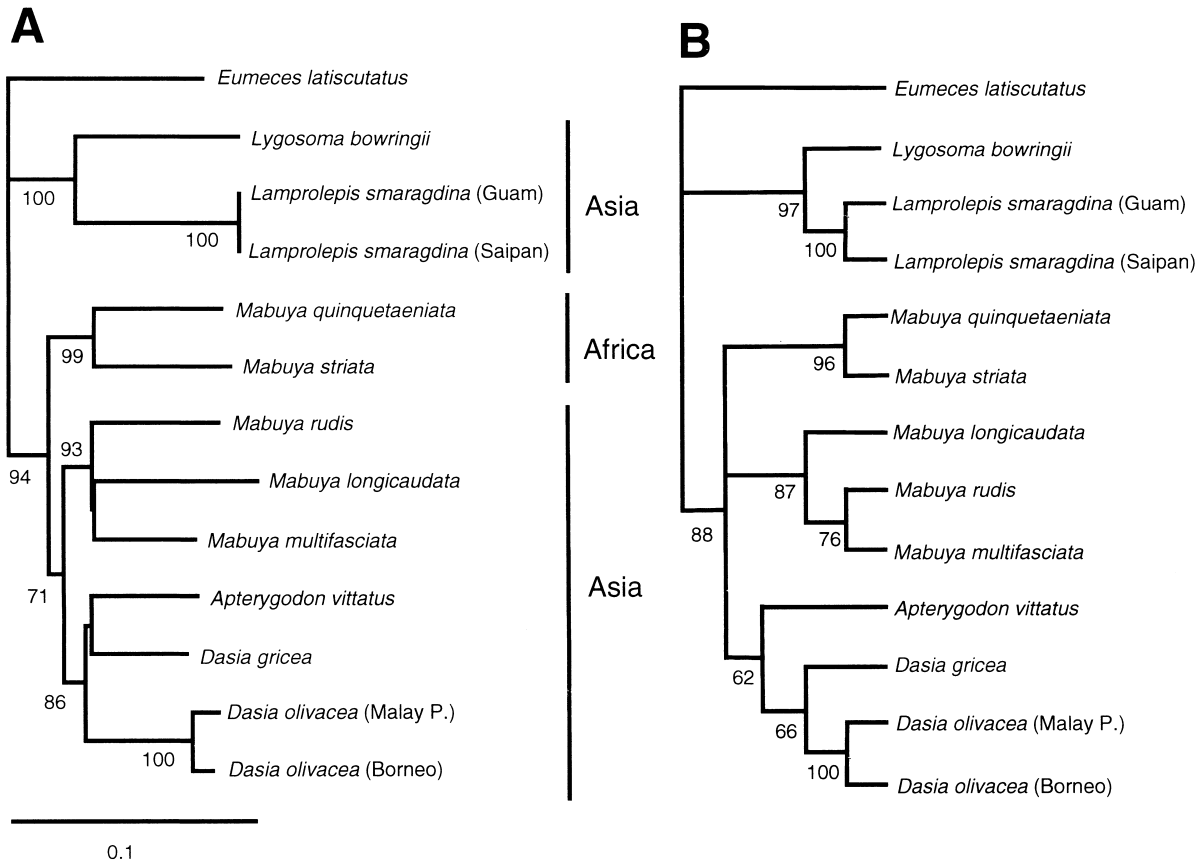 A
Eumeces latiscutatus
Lygosoma bowringii
100
Lamprolepis smaragdina (Guam)
100
Lamprolepis smaragdina (Saipan)
Asia
Mabuya quinquetaeniata
99
Mabuya striata
Africa
Mabuya rudis
93
Mabuya longicaudata
94
Mabuya multifasciata
Asia
71
Apterygodon vittatus
Dasia gricea
86
Dasia olivacea (Malay P.)
100
Dasia olivacea (Borneo)
0.1
B
Eumeces latiscutatus
Lygosoma bowringii
97
Lamprolepis smaragdina (Guam)
100
Lamprolepis smaragdina (Saipan)
Mabuya quinquetaeniata
96
Mabuya striata
Mabuya longicaudata
87
Mabuya rudis
76
Mabuya multifasciata
88
Apterygodon vittatus
62
Dasia gricea
66
Dasia olivacea (Malay P.)
100
Dasia olivacea (Borneo)